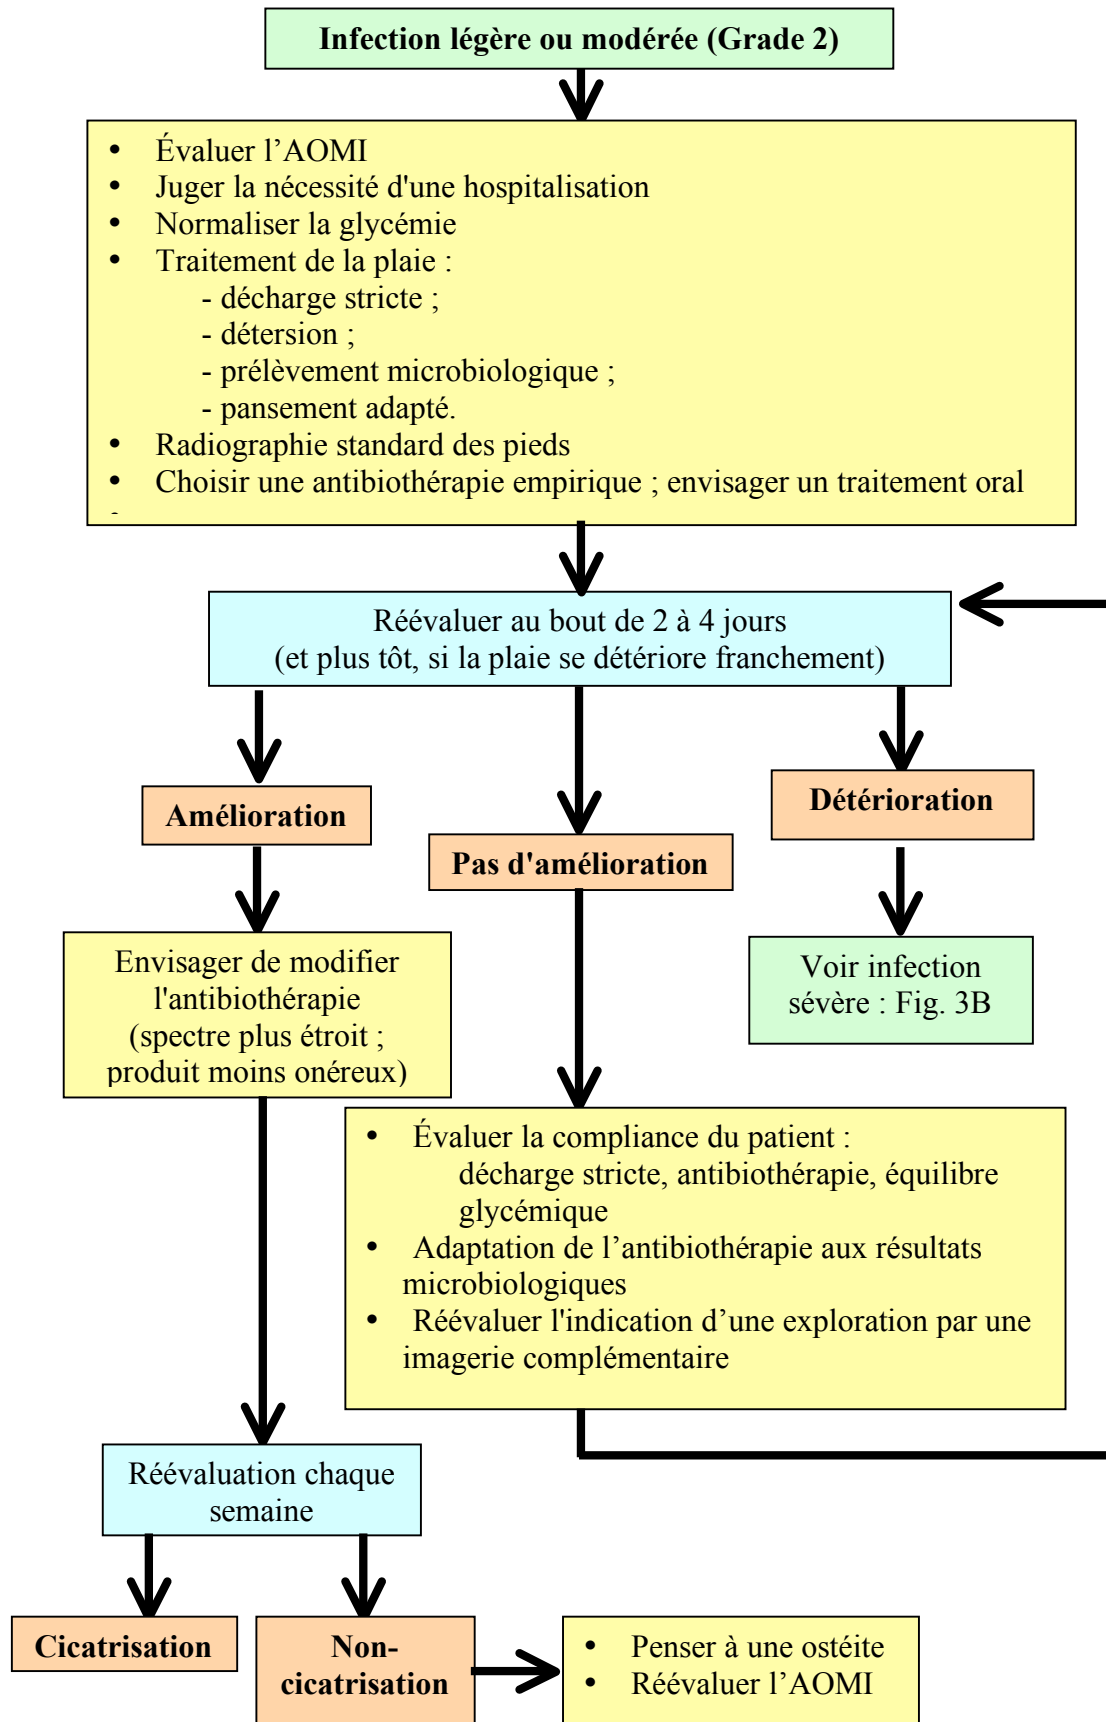 Infection légère ou modérée (Grade 2)
• Évaluer l’AOMI
• Juger la nécessité d'une hospitalisation
• Normaliser la glycémie
• Traitement de la plaie :
- décharge stricte ;
- détersion ;
- prélèvement microbiologique ;
- pansement adapté.
• Radiographie standard des pieds
• Choisir une antibiothérapie empirique ; envisager un traitement oral
Réévaluer au bout de 2 à 4 jours
(et plus tôt, si la plaie se détériore franchement)
Amélioration
Pas d'amélioration
Détérioration
Envisager de modifier
l'antibiothérapie
(spectre plus étroit ;
produit moins onéreux)
Voir infection
sévère : Fig. 3B
• Évaluer la compliance du patient :
décharge stricte, antibiothérapie, équilibre
glycémique
• Adaptation de l’antibiothérapie aux résultats
microbiologiques
• Réévaluer l'indication d’une exploration par une
imagerie complémentaire
Réévaluation chaque
semaine
Cicatrisation
Non-
cicatrisation
• Penser à une ostéite
• Réévaluer l’AOMI